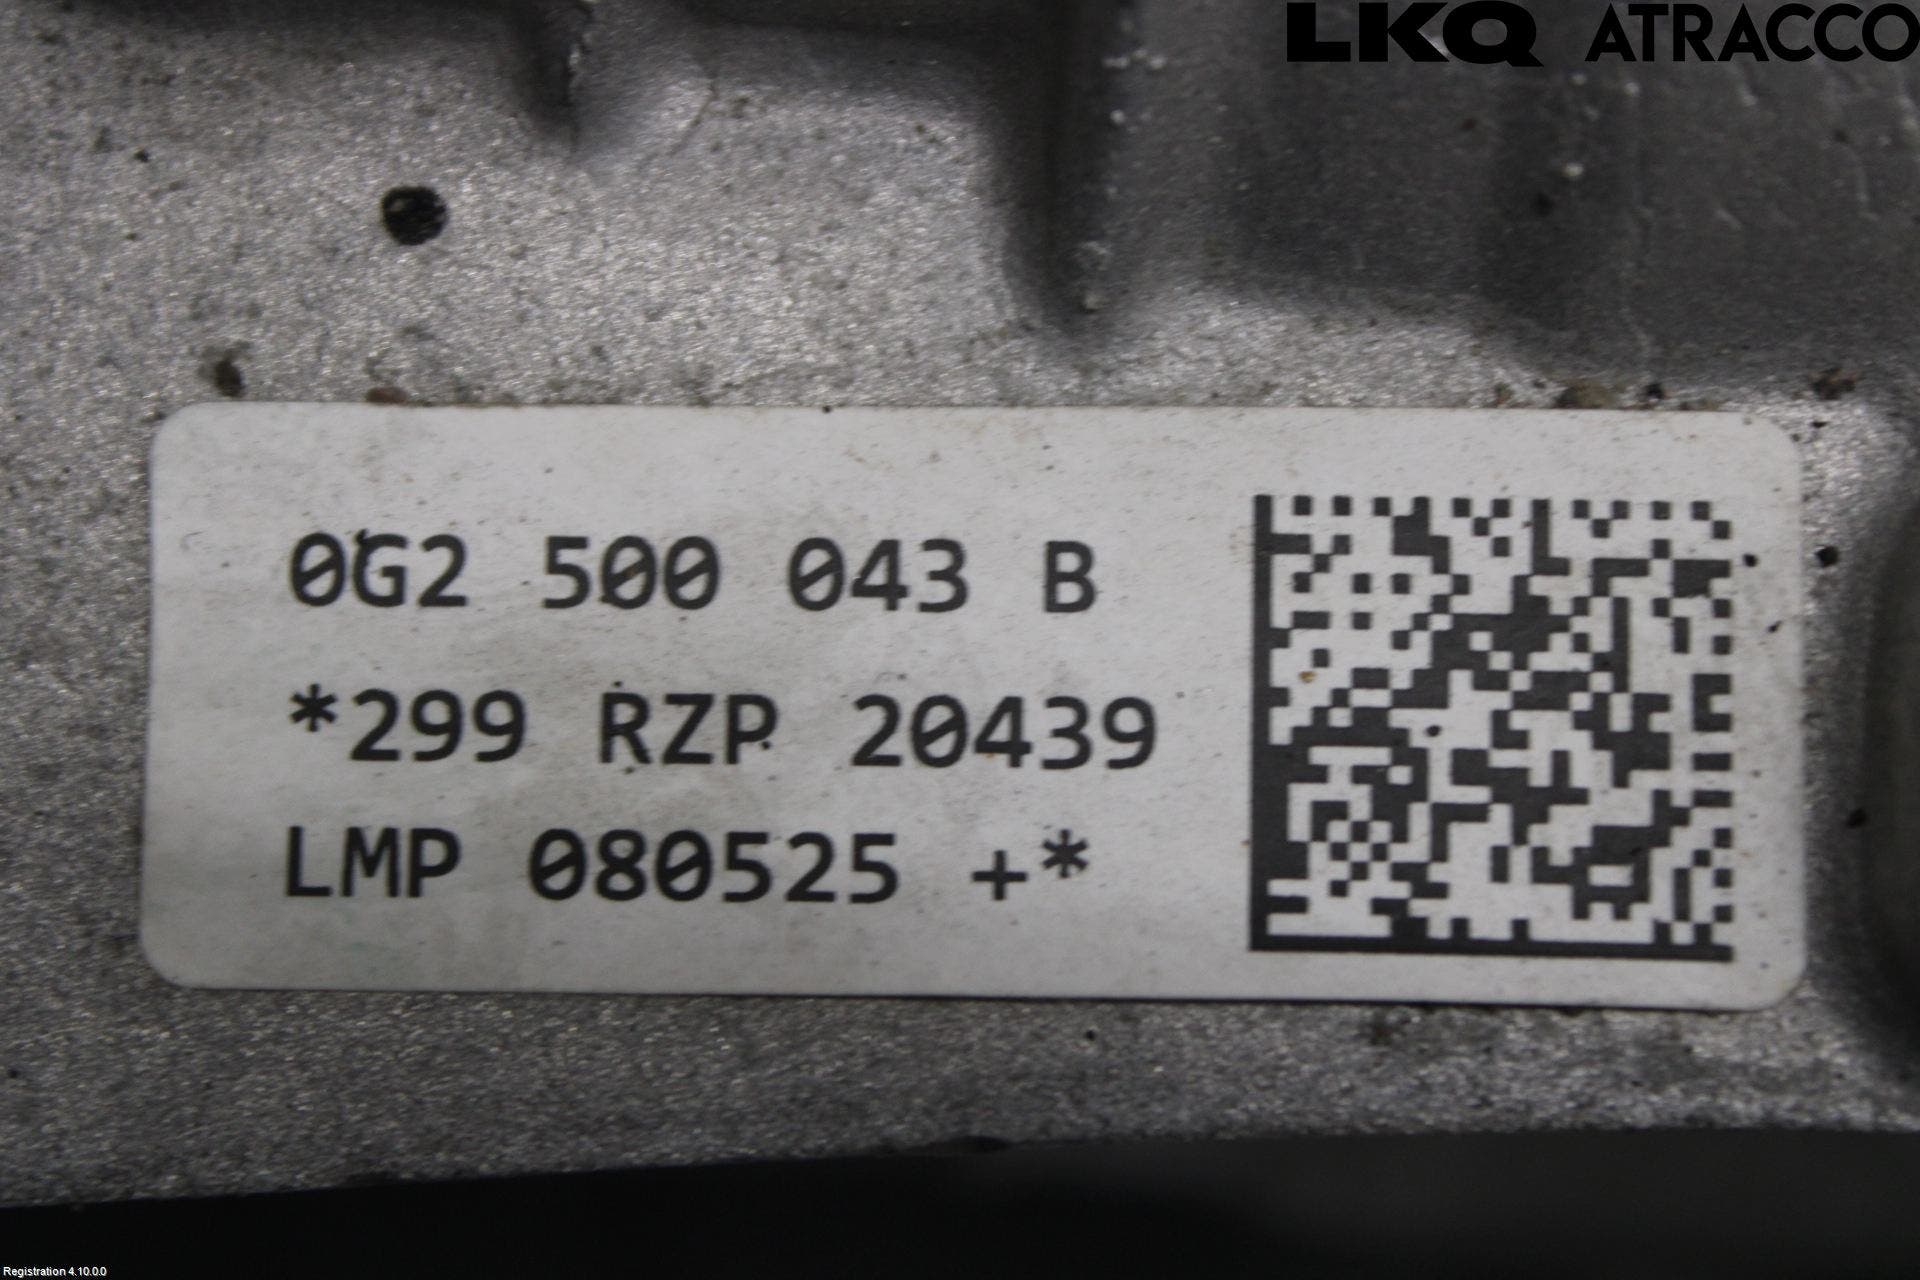 LKQ ATRACCO
0G2 500 043 B
*299 RZP 20439
LMP 080525 +*
Registration 4.10.0.0